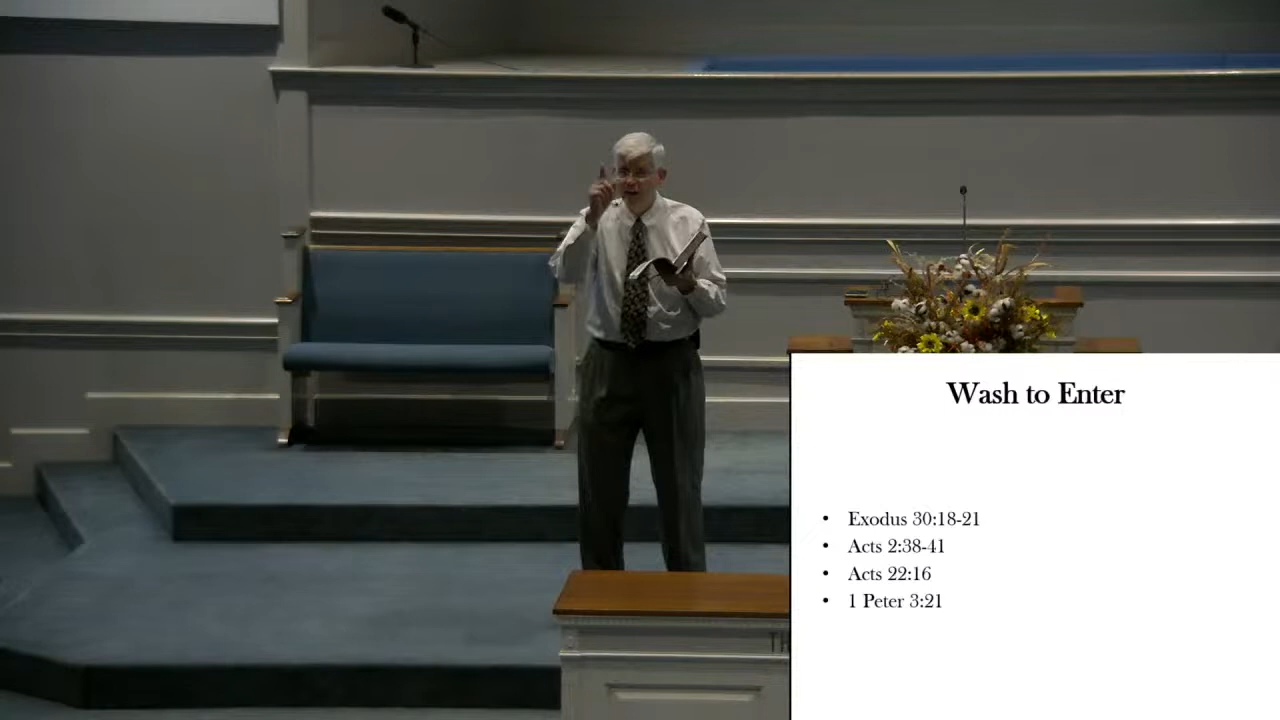 Wash to Enter
• Exodus 30:18-21
• Acts 2:38-41
• Acts 22:16
• 1 Peter 3:21